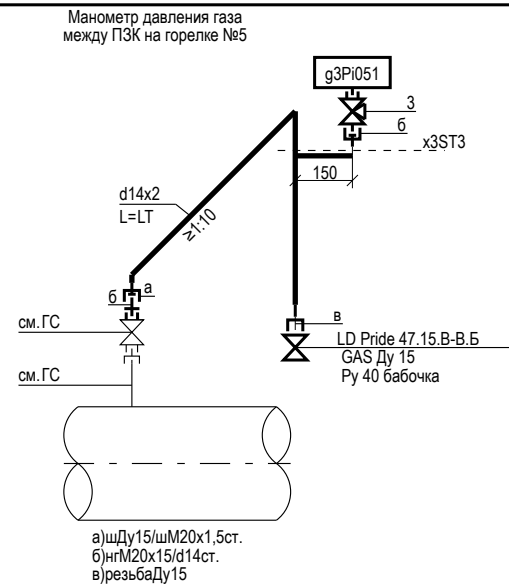 Манометр давления газа
между ПЗК на горелке №5
g3Pi051
3
б
x3ST3
150
d14x2
L=LT
≥1:10
а
б
см.ГС
в
LD Pride 47.15.В-В.Б
GAS Ду 15
Ру 40 бабочка
см.ГС
а)шДу15/шМ20х1,5ст.
б)нгМ20х15/d14ст.
в)резьбаДу15